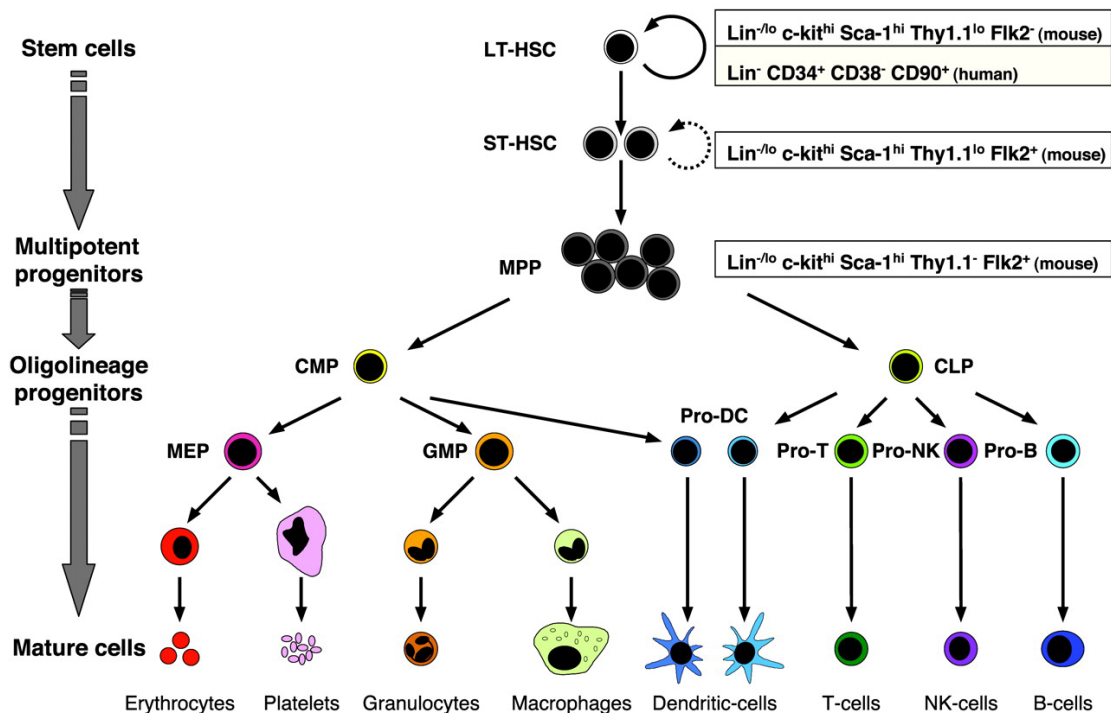 Stem cells
LT-HSC
Lin⁻/ˡᵒ c-kitʰⁱ Sca-1ʰⁱ Thy1.1ˡᵒ Flk2⁻ (mouse)
Lin⁻ CD34⁺ CD38⁻ CD90⁺ (human)
ST-HSC
Lin⁻/ˡᵒ c-kitʰⁱ Sca-1ʰⁱ Thy1.1ˡᵒ Flk2⁺ (mouse)
Multipotent
progenitors
MPP
Lin⁻/ˡᵒ c-kitʰⁱ Sca-1ʰⁱ Thy1.1⁻ Flk2⁺ (mouse)
Oligolineage
progenitors
CMP
CLP
Pro-DC
MEP
GMP
Pro-T
Pro-NK
Pro-B
Mature cells
Erythrocytes
Platelets
Granulocytes
Macrophages
Dendritic-cells
T-cells
NK-cells
B-cells